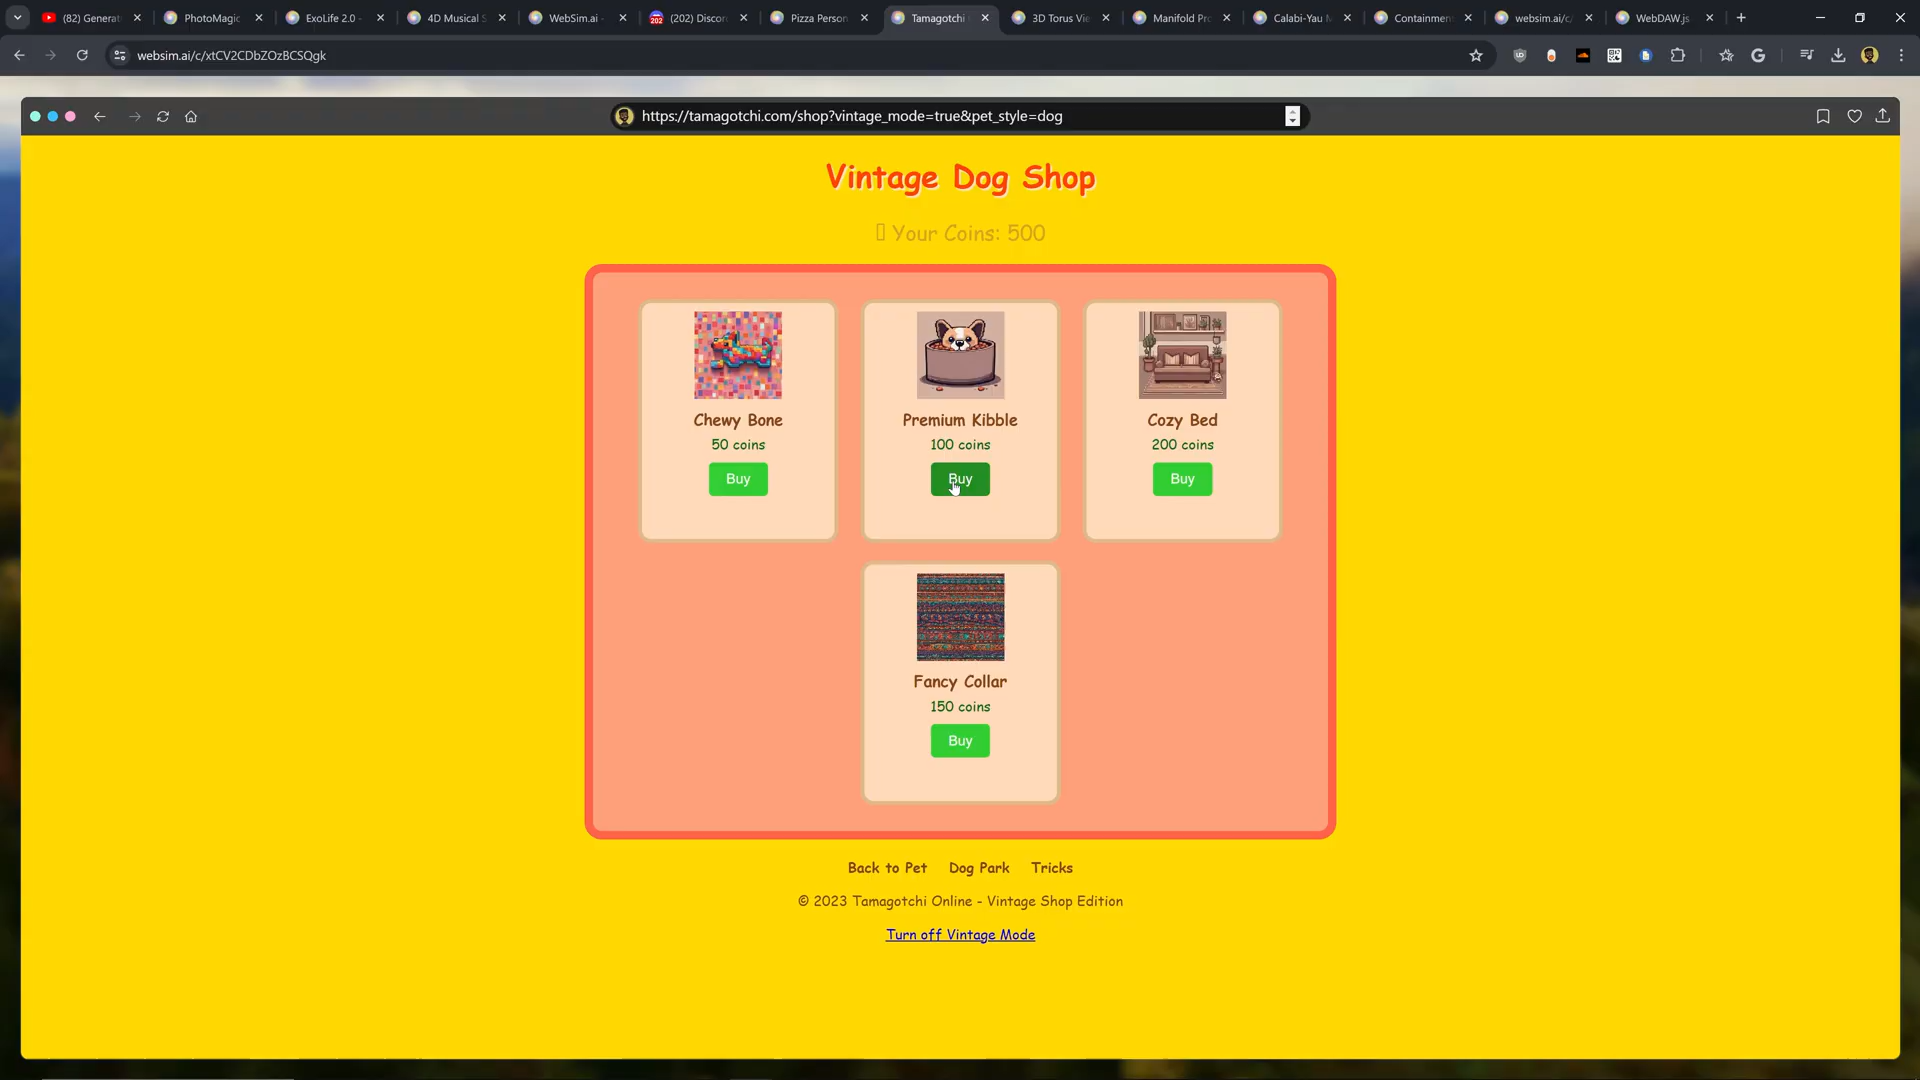 (82) Generat
PhotoMagic
ExoLife 2.0 -
4D Musical S
WebSim.ai -
(202) Discor
Pizza Person
Tamagotchi
3D Torus Vie
Manifold Pr
Calabi-Yau M
Containmen
websim.ai/c/
WebDAW.js
websim.ai/c/xtCV2CDbZOzBCSQgk
https://tamagotchi.com/shop?vintage_mode=true&pet_style=dog
Vintage Dog Shop
Your Coins: 500
Chewy Bone
50 coins
Buy
Premium Kibble
100 coins
Buy
Cozy Bed
200 coins
Buy
Fancy Collar
150 coins
Buy
Back to Pet Dog Park Tricks
© 2023 Tamagotchi Online - Vintage Shop Edition
Turn off Vintage Mode